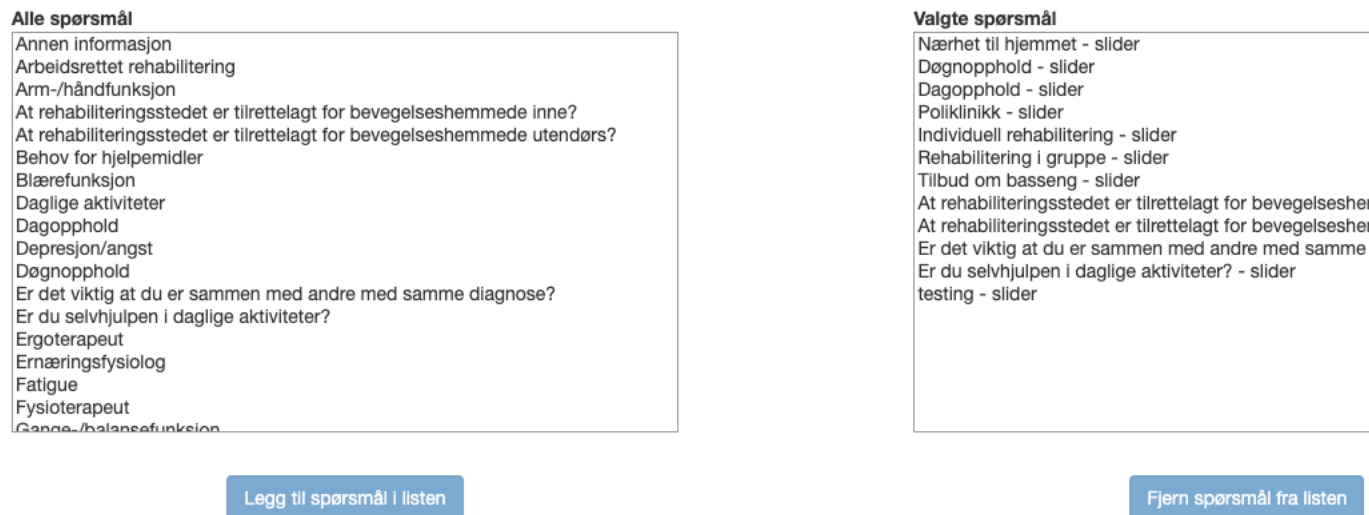 Alle spørsmål
Annen informasjon
Arbeidsrettet rehabilitering
Arm-/håndfunksjon
At rehabiliteringsstedet er tilrettelagt for bevegelseshemmede inne?
At rehabiliteringsstedet er tilrettelagt for bevegelseshemmede utendørs?
Behov for hjelpemidler
Blærefunksjon
Daglige aktiviteter
Dagopphold
Depresjon/angst
Døgnopphold
Er det viktig at du er sammen med andre med samme diagnose?
Er du selvhjulpen i daglige aktiviteter?
Ergoterapeut
Ernæringsfysiolog
Fatigue
Fysioterapeut
Gange-/balansefunksjon
Legg til spørsmål i listen
Valgte spørsmål
Nærhet til hjemmet - slider
Døgnopphold - slider
Dagopphold - slider
Poliklinikk - slider
Individuell rehabilitering - slider
Rehabilitering i gruppe - slider
Tilbud om basseng - slider
At rehabiliteringsstedet er tilrettelagt for
At rehabiliteringsstedet er tilrettelagt for
Er det viktig at du er sammen med andre med samme
Er du selvhjulpen i daglige aktiviteter? - slider
testing - slider
Fjern spørsmål fra listen